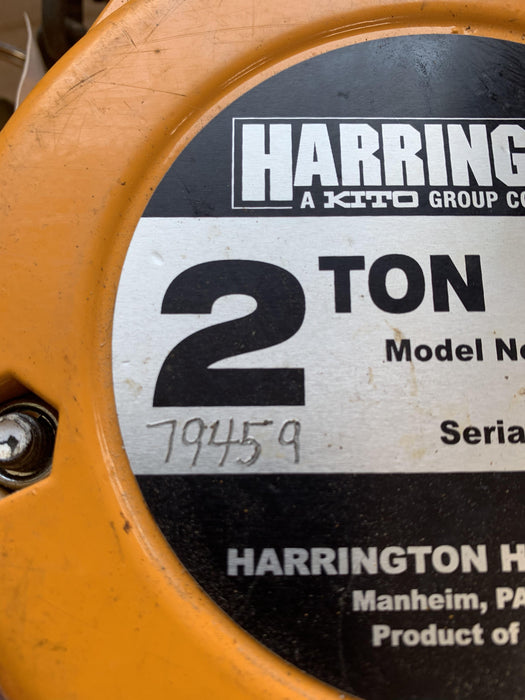 HARRING
A KITO GROUP CO
2 TON
Model No
79459
Seria
HARRINGTON H
Manheim, PA
Product of